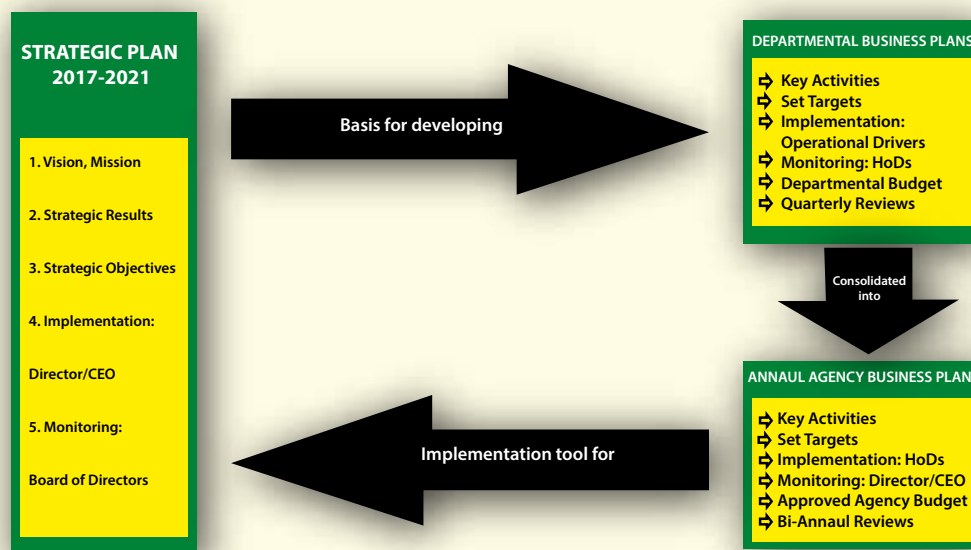 STRATEGIC PLAN
2017-2021
1. Vision, Mission
2. Strategic Results
3. Strategic Objectives
4. Implementation:
Director/CEO
5. Monitoring:
Board of Directors
Basis for developing
DEPARTMENTAL BUSINESS PLANS
Key Activities
Set Targets
Implementation:
Operational Drivers
Monitoring: HoDs
Departmental Budget
Quarterly Reviews
Consolidated
into
ANNAUL AGENCY BUSINESS PLAN
Key Activities
Set Targets
Implementation: HoDs
Monitoring: Director/CEO
Approved Agency Budget
Bi-Annaul Reviews
Implementation tool for